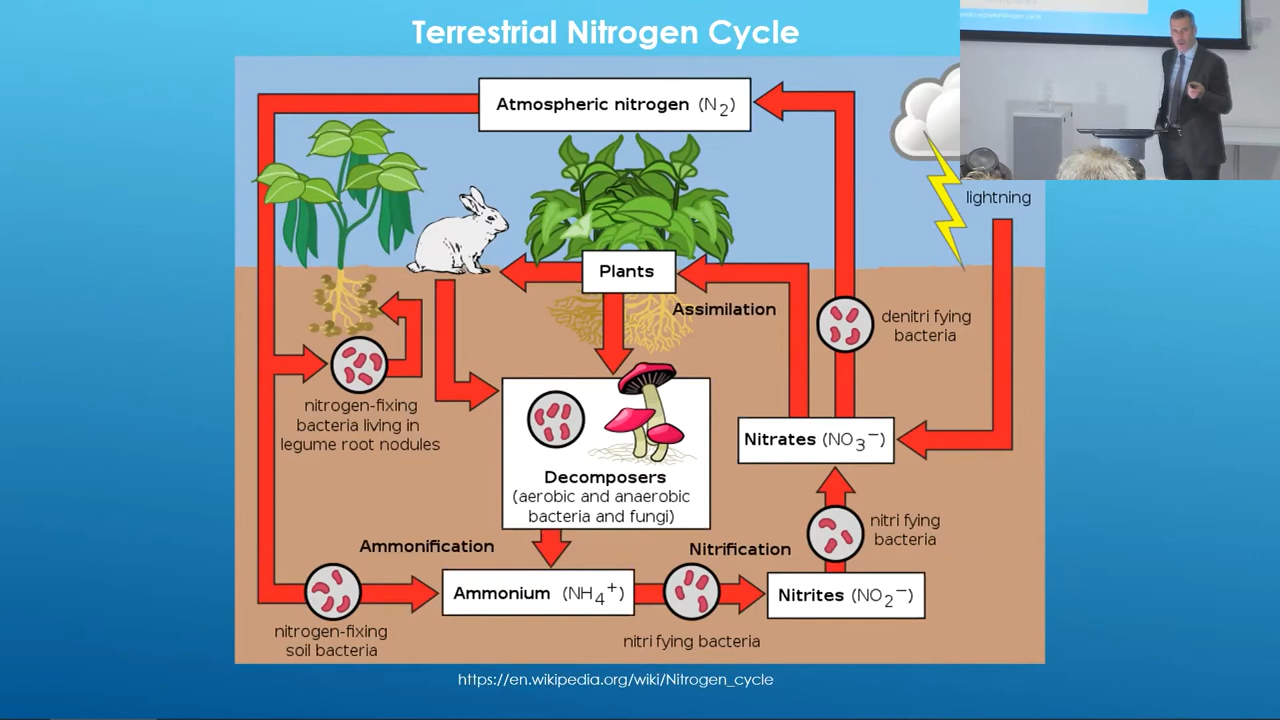 Terrestrial Nitrogen Cycle
Atmospheric nitrogen (N2)
lightning
Plants
Assimilation
denitri fying
bacteria
nitrogen-fixing
bacteria living in
legume root nodules
Nitrates (NO3−)
Decomposers
(aerobic and anaerobic
bacteria and fungi)
nitri fying
bacteria
Ammonification
Nitrification
Ammonium (NH4+)
Nitrites (NO2−)
nitrogen-fixing
soil bacteria
nitri fying bacteria
https://en.wikipedia.org/wiki/Nitrogen_cycle